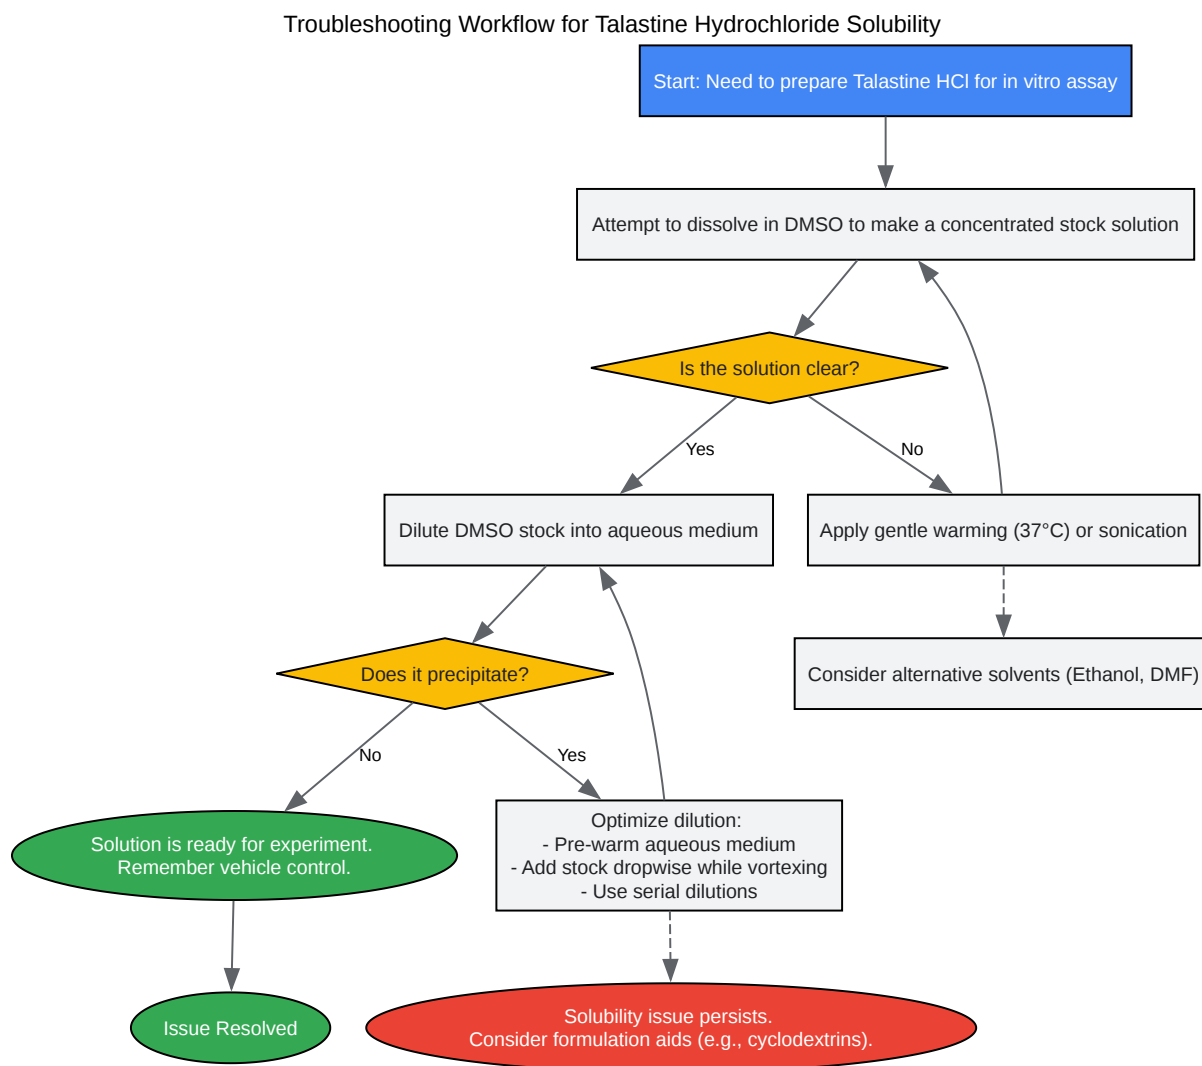 Troubleshooting Workflow for Talastine Hydrochloride Solubility
Start: Need to prepare Talastine HCl for in vitro assay
Attempt to dissolve in DMSO to make a concentrated stock solution
Is the solution clear?
Yes
No
Dilute DMSO stock into aqueous medium
Apply gentle warming (37°C) or sonication
Does it precipitate?
Consider alternative solvents (Ethanol, DMF)
No
Yes
Solution is ready for experiment.
Remember vehicle control.
Optimize dilution:
- Pre-warm aqueous medium
- Add stock dropwise while vortexing
- Use serial dilutions
Issue Resolved
Solubility issue persists.
Consider formulation aids (e.g., cyclodextrins).